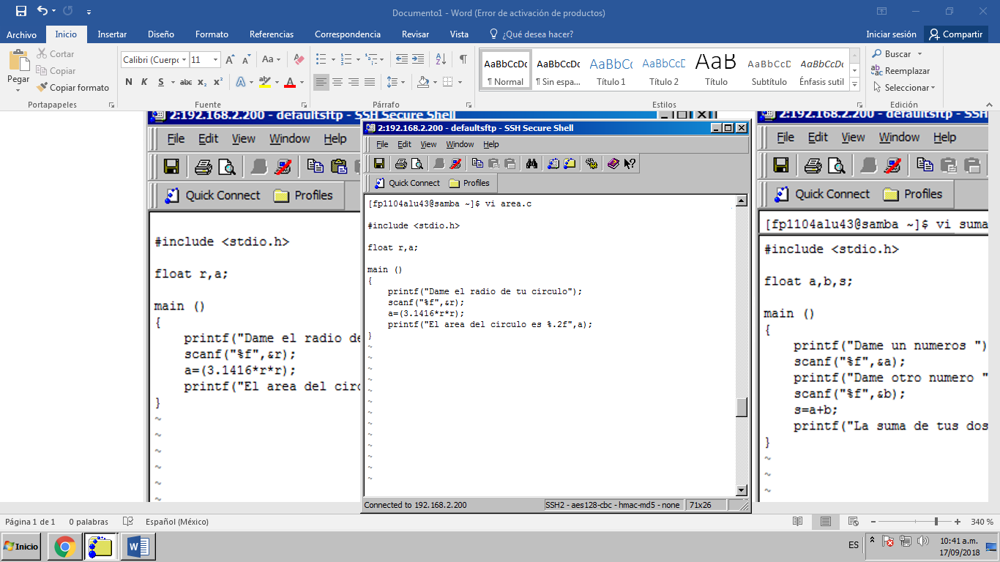 Documento1 - Word (Error de activación de productos)
Archivo Inicio Insertar Diseño Formato Referencias Correspondencia Revisar Vista ¿Qué desea hacer? Iniciar sesión Compartir
Pegar
Cortar
Copiar
Copiar formato
Portapapeles
Calibri (Cuerpo 11
N K S abc x₂ x²
Fuente
Párrafo
AaBbCcDc AaBbCcDc AaBbCc AaBbCcD AaB AaBbCcD AaBbCcDc
¶ Normal ¶ Sin espa... Título 1 Título 2 Título Subtítulo Énfasis sutil
Estilos
Buscar
Reemplazar
Seleccionar
Edición
2:192.168.2.200 - defaultsftp - SSH Secure Shell
File Edit View Window Help
Quick Connect Profiles
#include <stdio.h>
float r,a;
main ()
{
printf("Dame el radio de
scanf("%f",&r);
a=(3.1416*r*r);
printf("El area del circ
}
~
~
~
~
~
~
2:192.168.2.200 - defaultsftp - SSH Secure Shell
File Edit View Window Help
Quick Connect Profiles
[fp1104alu43@samba ~]$ vi area.c
#include <stdio.h>
float r,a;
main ()
{
printf("Dame el radio de tu circulo");
scanf("%f",&r);
a=(3.1416*r*r);
printf("El area del circulo es %.2f",a);
}
~
~
~
~
~
~
~
~
~
~
~
~
~
Connected to 192.168.2.200 SSH2 - aes128-cbc - hmac-md5 - none 71x26
2:192.168.2.200 - defaultsftp - SSH
File Edit View Window Help
Quick Connect Profiles
[fp1104alu43@samba ~]$ vi suma
#include <stdio.h>
float a,b,s;
main ()
{
printf("Dame un numeros ")
scanf("%f",&a);
printf("Dame otro numero "
scanf("%f",&b);
s=a+b;
printf("La suma de tus dos
}
~
~
~
Página 1 de 1 0 palabras Español (México) 340 %
Inicio ES 10:41 a.m.
17/09/2018